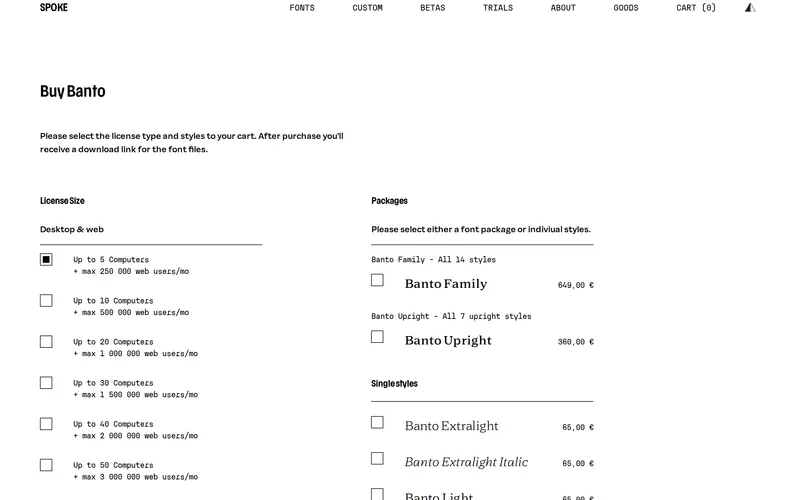 SPOKE
FONTS CUSTOM BETAS TRIALS ABOUT GOODS CART (0)
Buy Banto
Please select the license type and styles to your cart. After purchase you'll
receive a download link for the font files.
License Size
Desktop & web
Up to 5 Computers
+ max 250 000 web users/mo
Up to 10 Computers
+ max 500 000 web users/mo
Up to 20 Computers
+ max 1 000 000 web users/mo
Up to 30 Computers
+ max 1 500 000 web users/mo
Up to 40 Computers
+ max 2 000 000 web users/mo
Up to 50 Computers
+ max 3 000 000 web users/mo
Packages
Please select either a font package or indiviual styles.
Banto Family - All 14 styles
Banto Family 649,00 €
Banto Upright - All 7 upright styles
Banto Upright 360,00 €
Single styles
Banto Extralight 65,00 €
Banto Extralight Italic 65,00 €
Banto Light 65,00 €